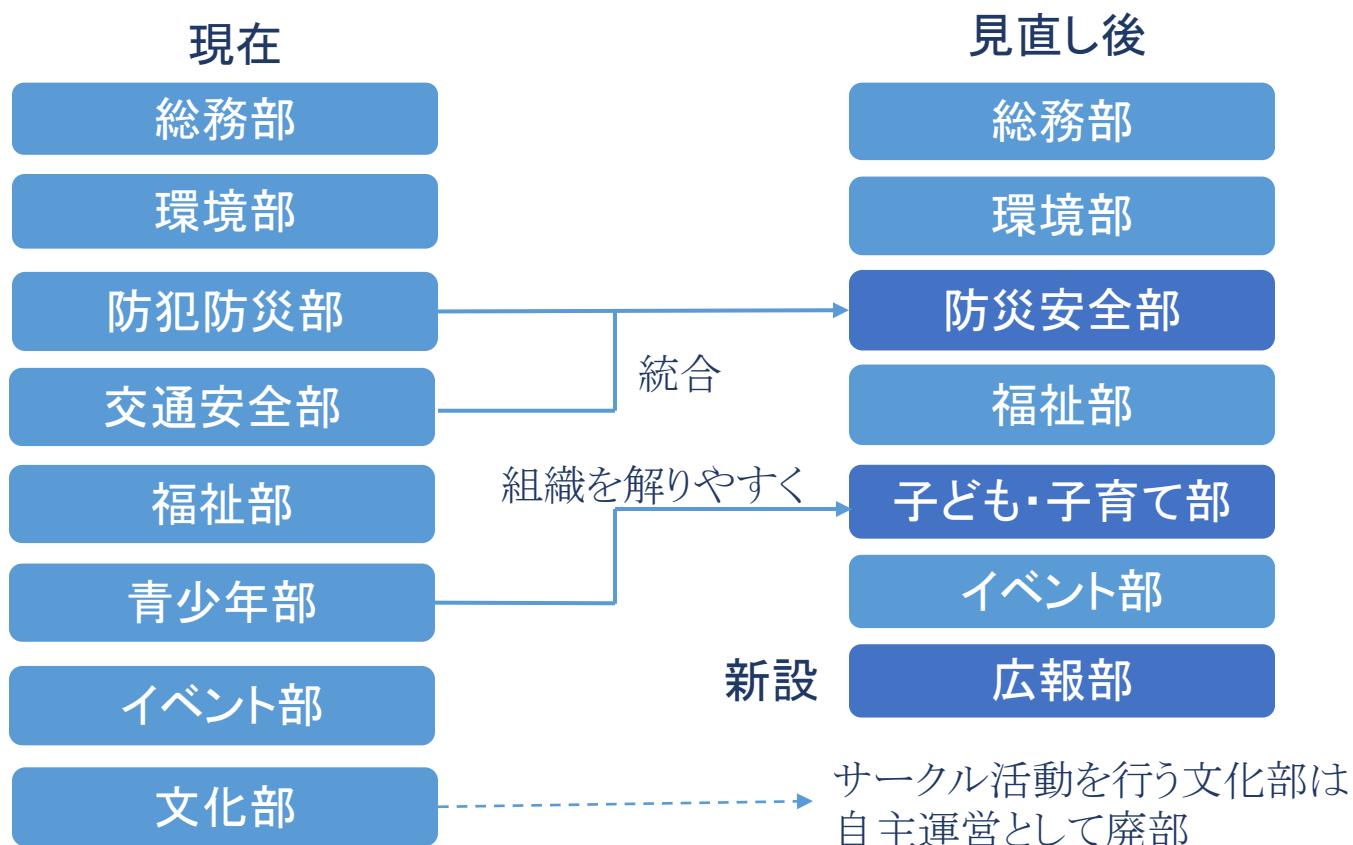 現在
総務部
環境部
防犯防災部
交通安全部
福祉部
青少年部
イベント部
文化部
統合
組織を解りやすく
見直し後
総務部
環境部
防災安全部
福祉部
子ども・子育て部
イベント部
新設
広報部
サークル活動を行う文化部は
自主運営として廃部